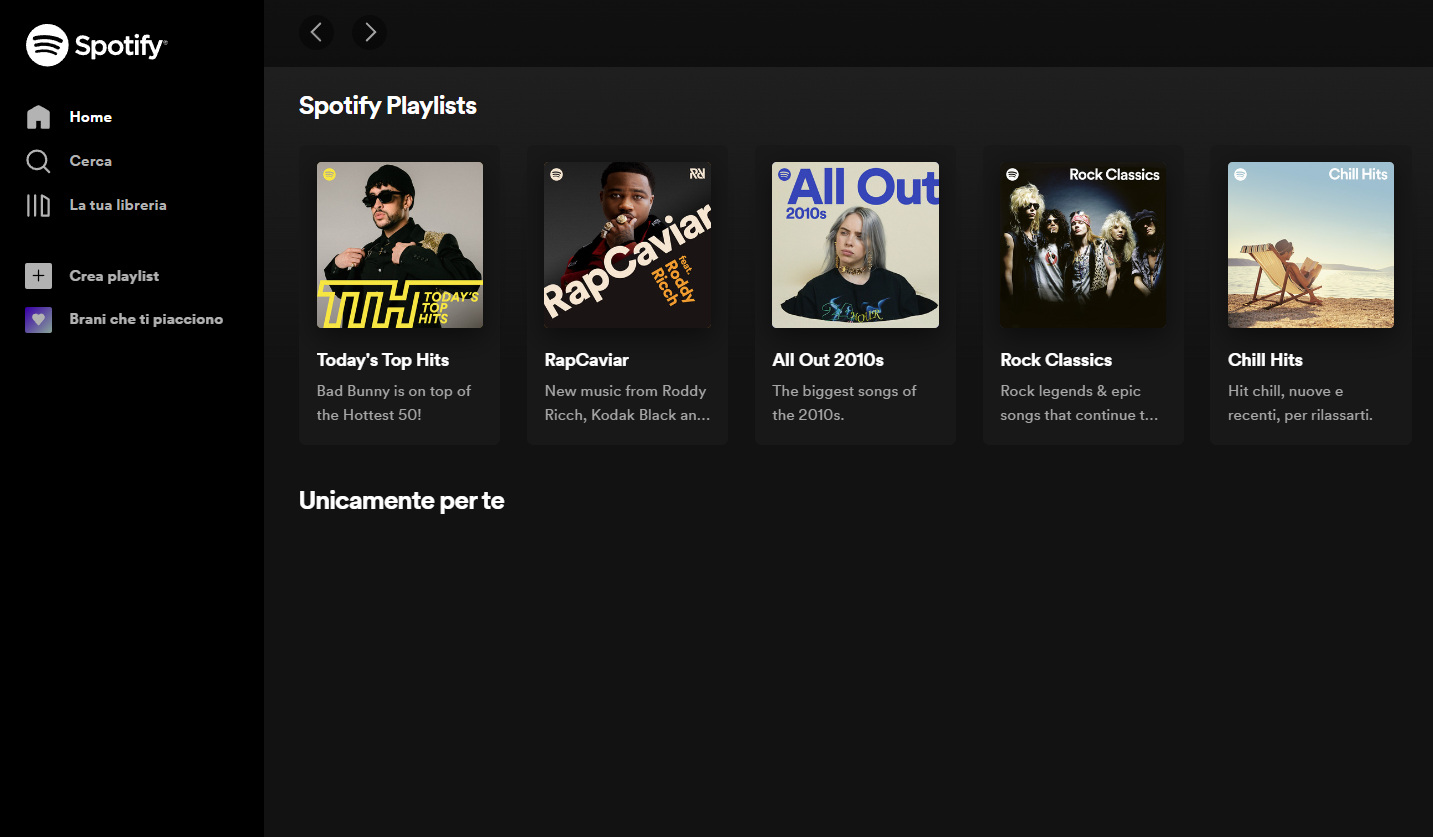 Spotify
Home
Cerca
La tua libreria
Crea playlist
Brani che ti piacciono
Spotify Playlists
TTH TODAY'S
TOP
HITS
Today's Top Hits
Bad Bunny is on top of
the Hottest 50!
RapCaviar
feat.
Roddy
Ricch
RapCaviar
New music from Roddy
Ricch, Kodak Black an...
All Out
2010s
All Out 2010s
The biggest songs of
the 2010s.
Rock Classics
Rock Classics
Rock legends & epic
songs that continue t...
Chill Hits
Chill Hits
Hit chill, nuove e
recenti, per rilassarti.
Unicamente per te